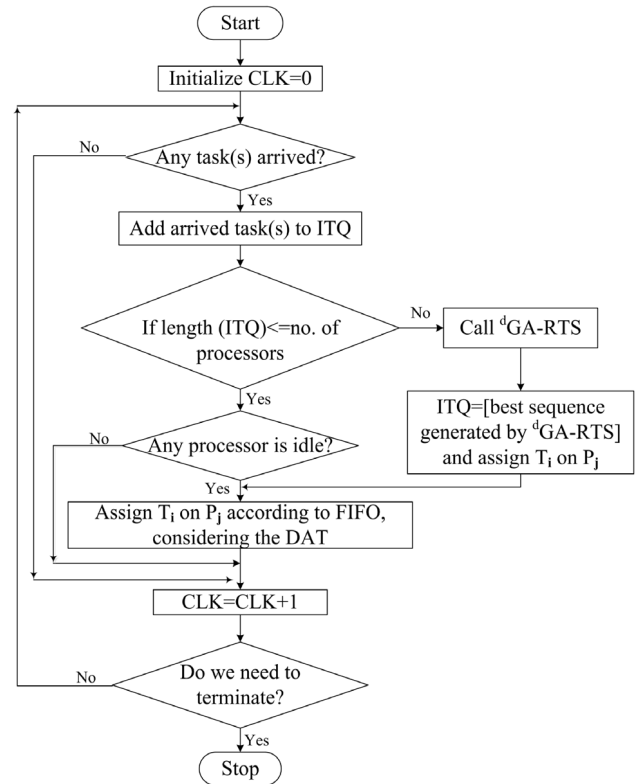 Start
Initialize CLK=0
Any task(s) arrived?
No
Yes
Add arrived task(s) to ITQ
If length (ITQ)<=no. of
processors
No
Call ᵈGA-RTS
Yes
ITQ=[best sequence
generated by ᵈGA-RTS]
and assign Tᵢ on Pⱼ
Any processor is idle?
No
Yes
Assign Tᵢ on Pⱼ according to FIFO,
considering the DAT
CLK=CLK+1
Do we need to
terminate?
No
Yes
Stop